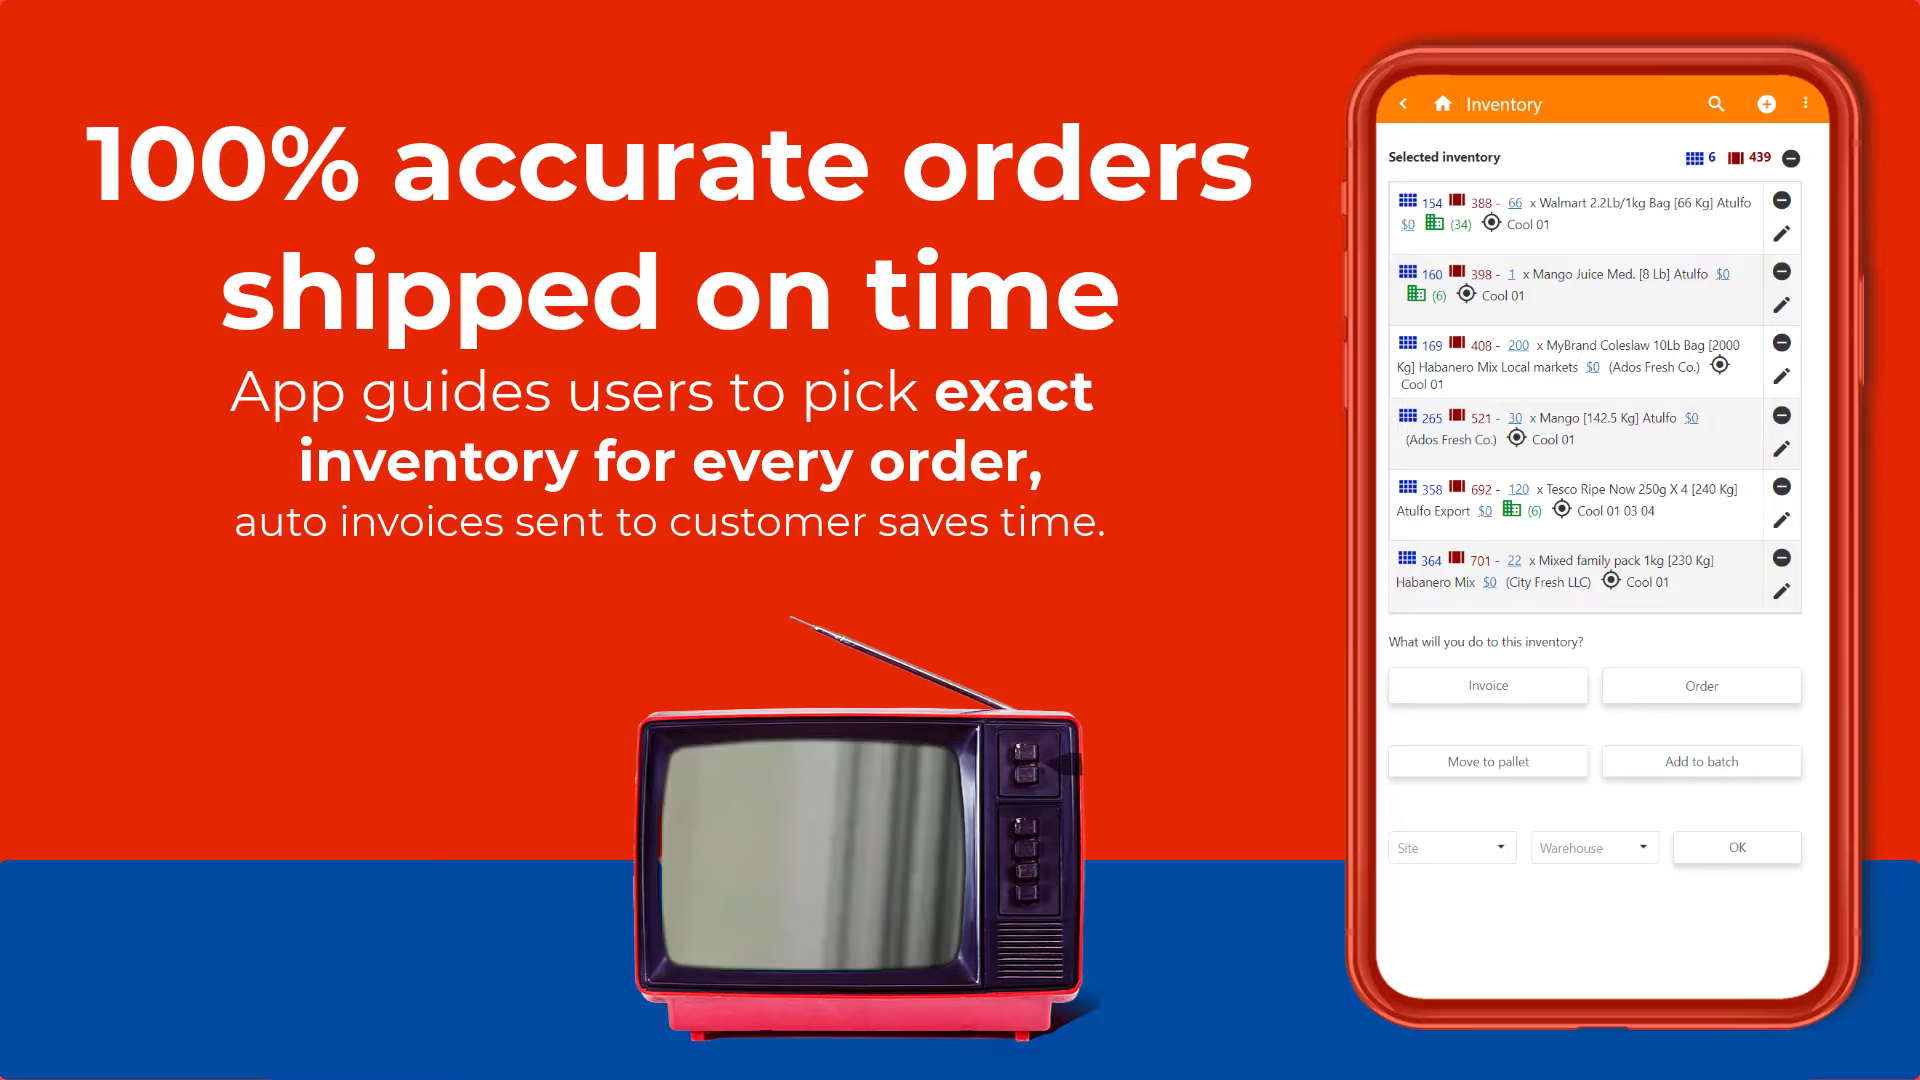 100% accurate orders
shipped on time
App guides users to pick exact
inventory for every order,
auto invoices sent to customer saves time.
Inventory
Selected inventory 6 439
154 388 - 66 x Walmart 2.2Lb/1kg Bag [66 Kg] Atulfo
$0 (34) Cool 01
160 398 - 1 x Mango Juice Med. [8 Lb] Atulfo $0
(6) Cool 01
169 408 - 200 x MyBrand Coleslaw 10Lb Bag [2000
Kg] Habanero Mix Local markets $0 (Ados Fresh Co.)
Cool 01
265 521 - 30 x Mango [142.5 Kg] Atulfo $0
(Ados Fresh Co.) Cool 01
358 692 - 120 x Tesco Ripe Now 250g X 4 [240 Kg]
Atulfo Export $0 (6) Cool 01 03 04
364 701 - 22 x Mixed family pack 1kg [230 Kg]
Habanero Mix $0 (City Fresh LLC) Cool 01
What will you do to this inventory?
Invoice Order
Move to pallet Add to batch
Site Warehouse OK